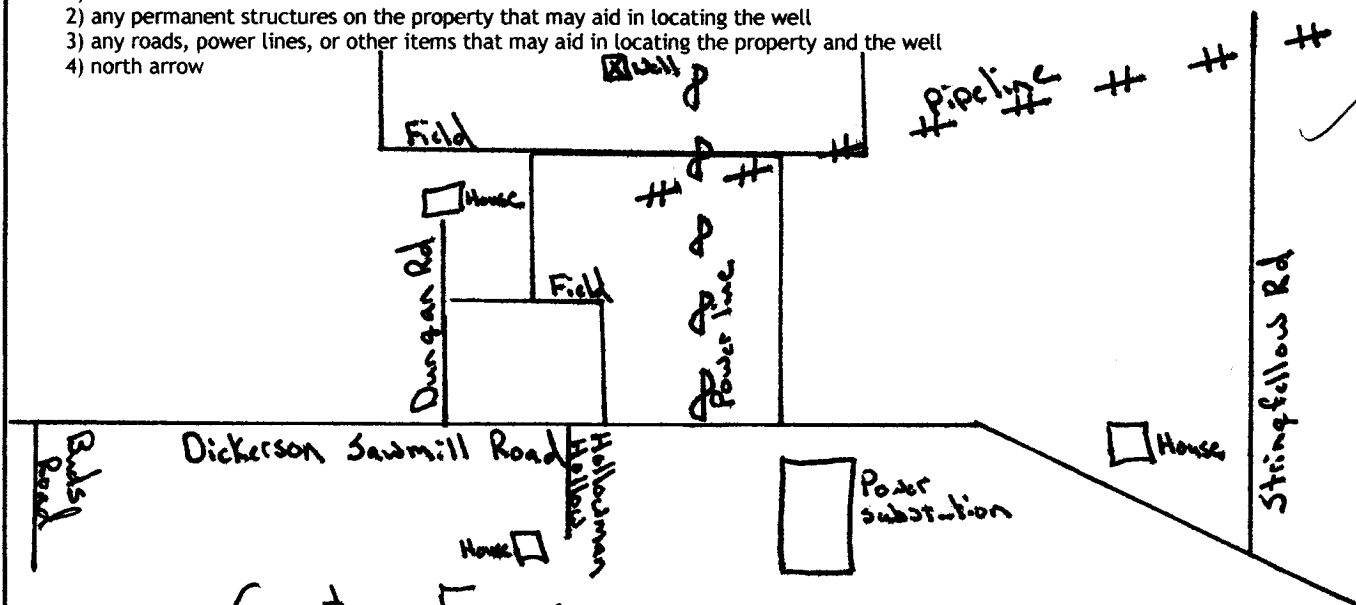 2) any permanent structures on the property that may aid in locating the well
3) any roads, power lines, or other items that may aid in locating the property and the well
4) north arrow
Well
Pipeline
Field
House
Dungan Rd
Field
Power line
Stringfellow Rd
Dickerson Sawmill Road
Buds Road
Hollowman
Hollow
House
Power
substation
House